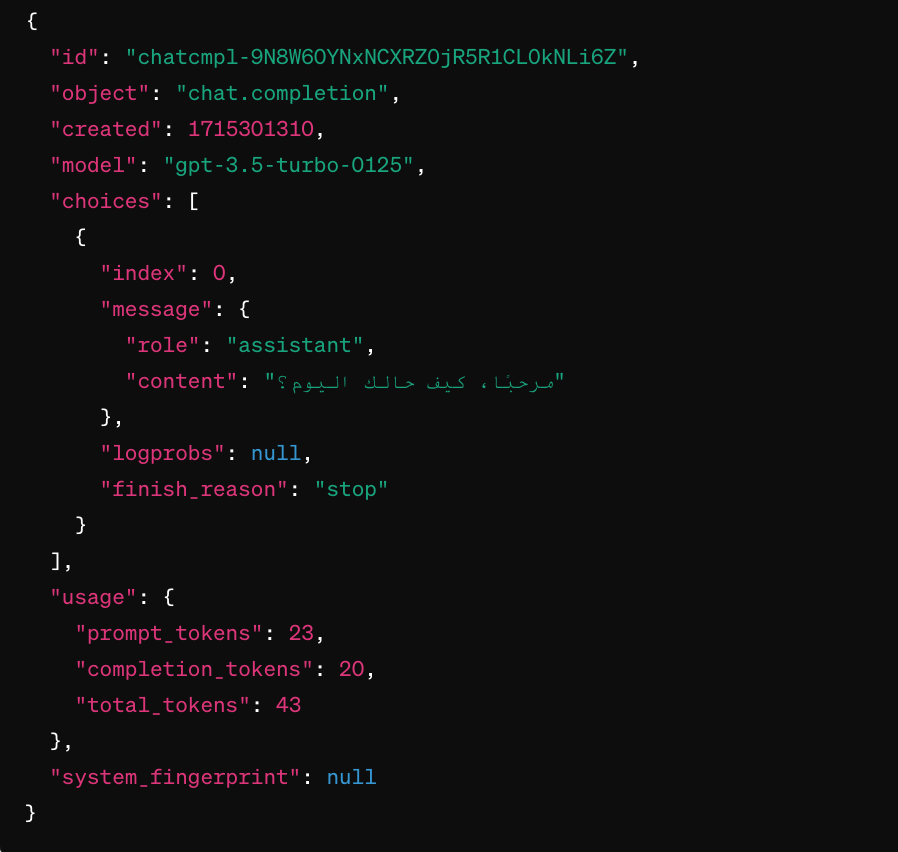 {
"id": "chatcmpl-9N8W6OYNxNCXRZ0jR5R1CL0kNLi6Z",
"object": "chat.completion",
"created": 1715301310,
"model": "gpt-3.5-turbo-0125",
"choices": [
{
"index": 0,
"message": {
"role": "assistant",
"content": "مرحبًا، كيف حالك اليوم؟"
},
"logprobs": null,
"finish_reason": "stop"
}
],
"usage": {
"prompt_tokens": 23,
"completion_tokens": 20,
"total_tokens": 43
},
"system_fingerprint": null
}